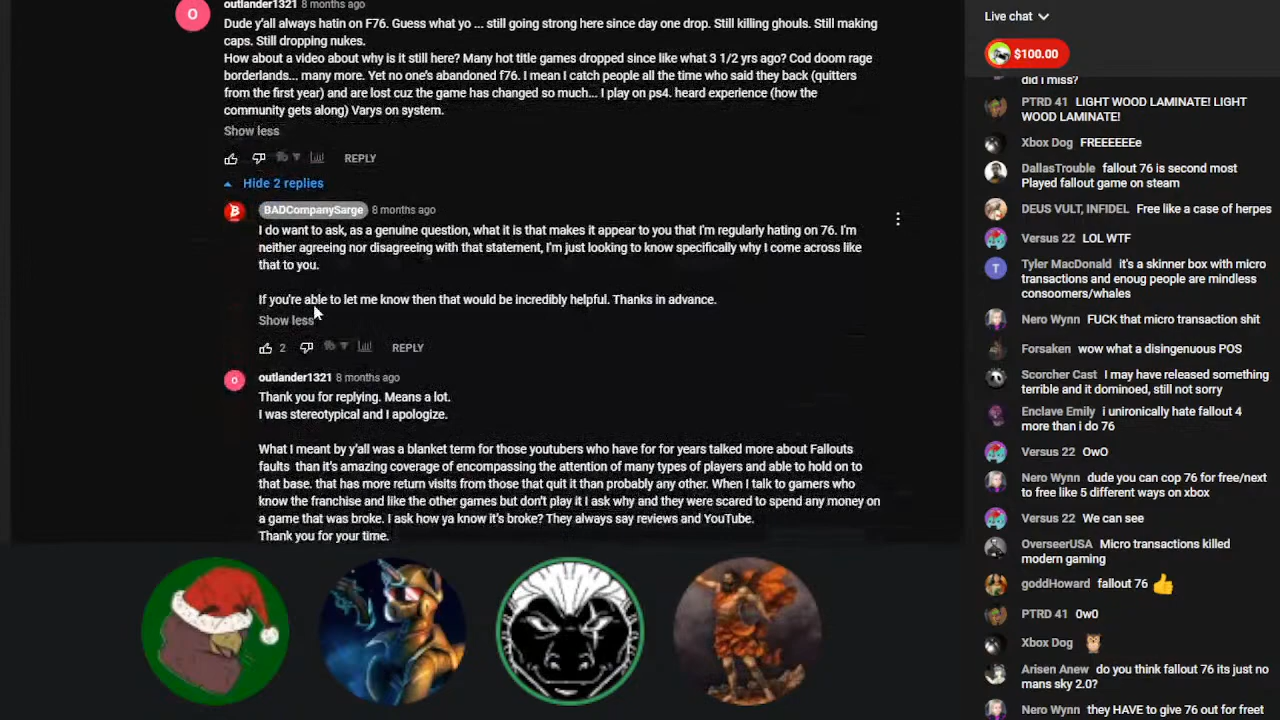 outlander1321 8 months ago
Dude y'all always hatin on F76. Guess what yo ... still going strong here since day one drop. Still killing ghouls. Still making
caps. Still dropping nukes.
How about a video on why is it still here? Many hot title games dropped since like what 3 1/2 yrs ago? Cod doom rage
borderlands... many more. Yet no one's abandoned f76. I mean I catch people all the time who said they back (quitters
from the first year) and are lost cuz the game has changed so much... I play on ps4. heard experience (how the
community gets along) Varys on system.
Show less
REPLY
Hide 2 replies
BADCompanySarge 8 months ago
I do want to ask, as a genuine question, what it is that makes it appear to you that I'm regularly hating on 76. I'm
neither agreeing nor disagreeing with that statement, I'm just looking to know specifically why I come across like
that to you.
If you're able to let me know then that would be incredibly helpful. Thanks in advance.
Show less
2 REPLY
outlander1321 8 months ago
Thank you for replying. Means a lot.
I was stereotypical and I apologize.
What I meant by y'all was a blanket term for those youtubers who have for for years talked more about Fallouts
faults than it's amazing coverage of encompassing the attention of many types of players and able to hold on to
that base. that has more return visits from those that quit it than probably any other. When I talk to gamers who
know the franchise and like the other games but don't play it I ask why and they were scared to spend any money on
a game that was broke. I ask how ya know it's broke? They always say reviews and YouTube.
Thank you for your time.
Live chat
$100.00
did I miss?
PTRD 41 LIGHT WOOD LAMINATE! LIGHT
WOOD LAMINATE!
Xbox Dog FREEEEEEe
DallasTrouble fallout 76 is second most
Played fallout game on steam
DEUS VULT, INFIDEL Free like a case of herpes
Versus 22 LOL WTF
T
Tyler MacDonald it's a skinner box with micro
transactions and enoug people are mindless
consoomers/whales
Nero Wynn FUCK that micro transaction shit
Forsaken wow what a disingenuous POS
Scorcher Cast I may have released something
terrible and it dominoed, still not sorry
Enclave Emily i unironically hate fallout 4
more than i do 76
Versus 22 OwO
Nero Wynn dude you can cop 76 for free/next
to free like 5 different ways on xbox
Versus 22 We can see
OverseerUSA Micro transactions killed
modern gaming
goddHoward fallout 76 👍
PTRD 41 0w0
Xbox Dog 🦉
Arisen Anew do you think fallout 76 its just no
mans sky 2.0?
Nero Wynn they HAVE to give 76 out for freet